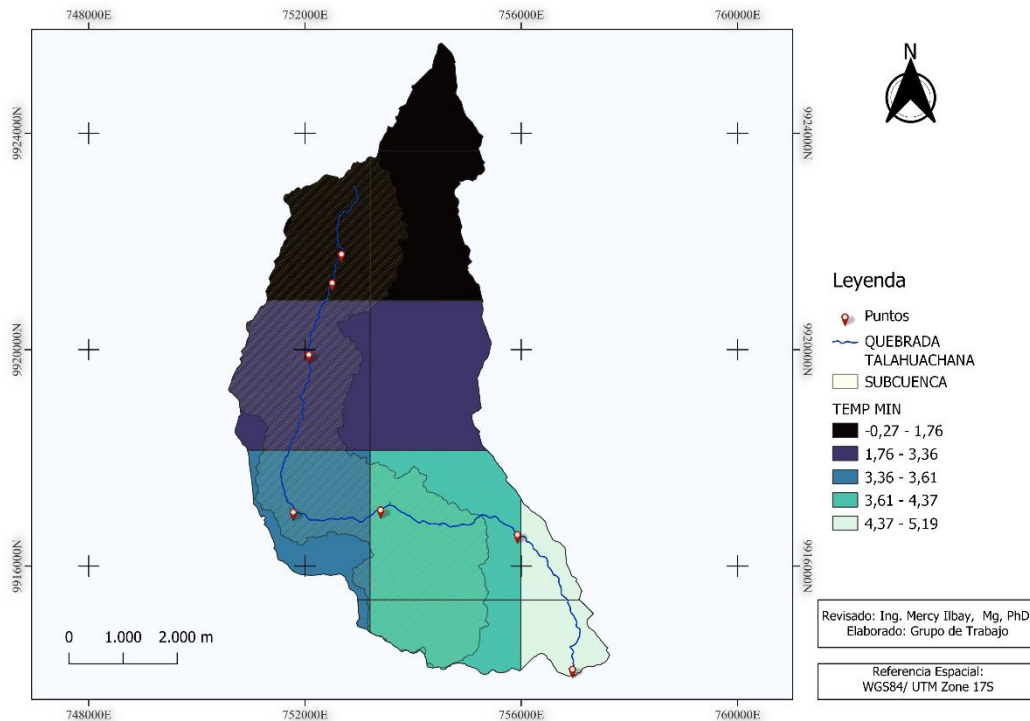 748000E 752000E 756000E 760000E
9924000N 9924000N
9920000N 9920000N
9916000N 9916000N
N
Leyenda
Puntos
QUEBRADA
TALAHUACHANA
SUBCUENCA
TEMP MIN
-0,27 - 1,76
1,76 - 3,36
3,36 - 3,61
3,61 - 4,37
4,37 - 5,19
0 1.000 2.000 m
Revisado: Ing. Mercy Ilbay, Mg, PhD
Elaborado: Grupo de Trabajo
Referencia Espacial:
WGS84/ UTM Zone 17S
748000E 752000E 756000E 760000E